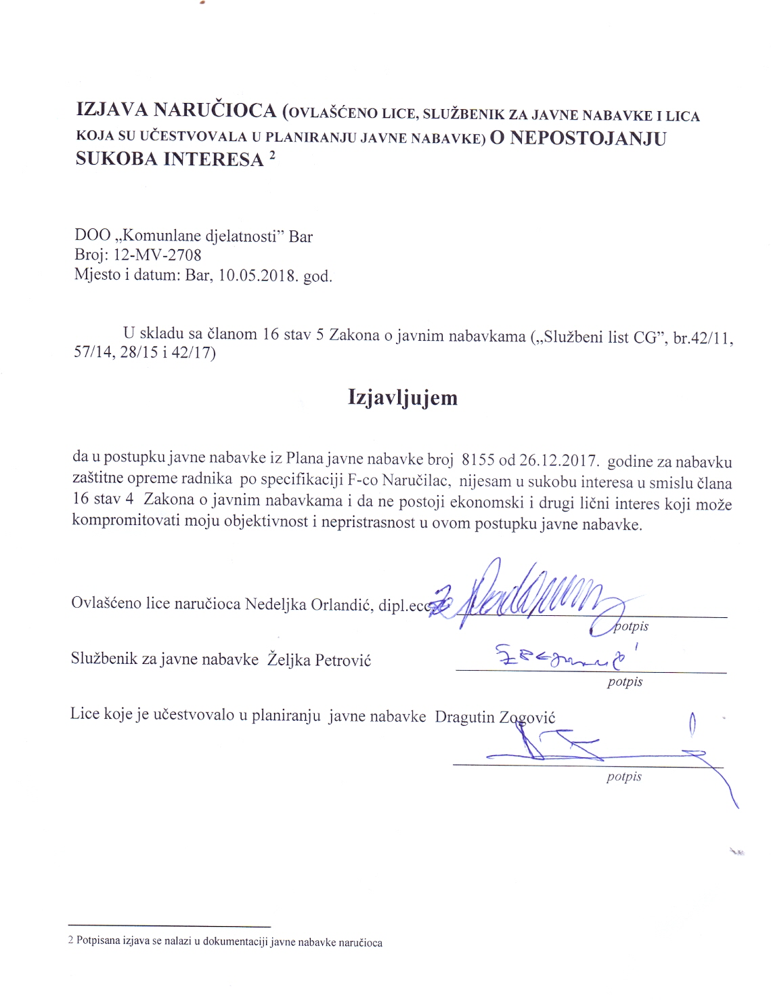 IZJAVA NARUČIOCA (OVLAŠĆENO LICE, SLUŽBENIK ZA JAVNE NABAVKE I LICA
KOJA SU UČESTVOVALA U PLANIRANJU JAVNE NABAVKE) O NEPOSTOJANJU
SUKOBA INTERESA 2
DOO „Komunlane djelatnosti” Bar
Broj: 12-MV-2708
Mjesto i datum: Bar, 10.05.2018. god.
U skladu sa članom 16 stav 5 Zakona o javnim nabavkama („Službeni list CG”, br.42/11,
57/14, 28/15 i 42/17)
Izjavljujem
da u postupku javne nabavke iz Plana javne nabavke broj 8155 od 26.12.2017. godine za nabavku
zaštitne opreme radnika po specifikaciji F-co Naručilac, nijesam u sukobu interesa u smislu člana
16 stav 4 Zakona o javnim nabavkama i da ne postoji ekonomski i drugi lični interes koji može
kompromitovati moju objektivnost i nepristrasnost u ovom postupku javne nabavke.
Ovlašćeno lice naručioca Nedeljka Orlandić, dipl.ecc
potpis
Službenik za javne nabavke Željka Petrović
potpis
Lice koje je učestvovalo u planiranju javne nabavke Dragutin Zogović
potpis
2 Potpisana izjava se nalazi u dokumentaciji javne nabavke naručioca